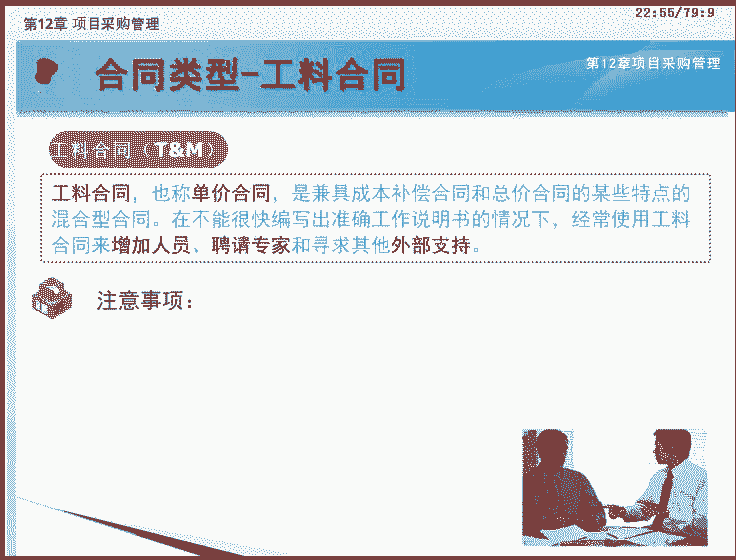 第12章 项目采购管理
22:55/79:9
合同类型-工料合同
第12章项目采购管理
工料合同（T&M）
工料合同，也称单价合同，是兼具成本补偿合同和总价合同的某些特点的
混合型合同。在不能很快编写出准确工作说明书的情况下，经常使用工料
合同来增加人员、聘请专家和寻求其他外部支持。
注意事项：